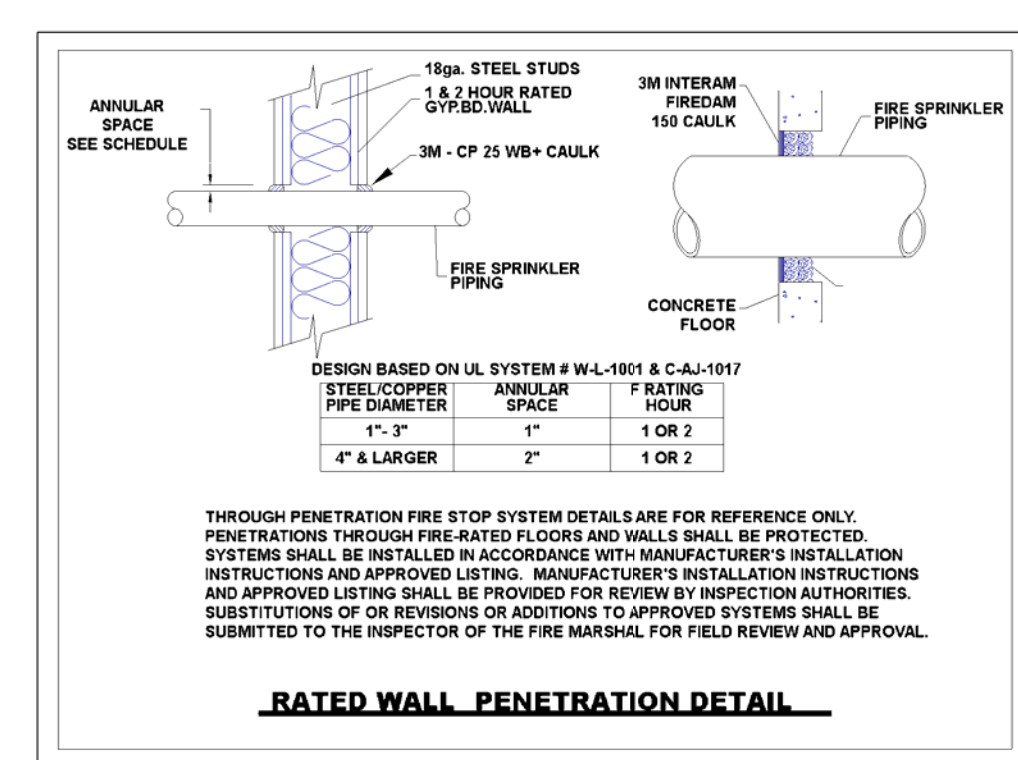 18ga. STEEL STUDS
1 & 2 HOUR RATED
GYP.BD.WALL
ANNULAR
SPACE
SEE SCHEDULE
3M - CP 25 WB+ CAULK
FIRE SPRINKLER
PIPING
3M INTERAM
FIREDAM
150 CAULK
FIRE SPRINKLER
PIPING
CONCRETE
FLOOR
DESIGN BASED ON UL SYSTEM # W-L-1001 & C-AJ-1017
STEEL/COPPER
PIPE DIAMETER
ANNULAR
SPACE
F RATING
HOUR
1"- 3" 1" 1 OR 2
4" & LARGER 2" 1 OR 2
THROUGH PENETRATION FIRE STOP SYSTEM DETAILS ARE FOR REFERENCE ONLY.
PENETRATIONS THROUGH FIRE-RATED FLOORS AND WALLS SHALL BE PROTECTED.
SYSTEMS SHALL BE INSTALLED IN ACCORDANCE WITH MANUFACTURER'S INSTALLATION
INSTRUCTIONS AND APPROVED LISTING. MANUFACTURER'S INSTALLATION INSTRUCTIONS
AND APPROVED LISTING SHALL BE PROVIDED FOR REVIEW BY INSPECTION AUTHORITIES.
SUBSTITUTIONS OF OR REVISIONS OR ADDITIONS TO APPROVED SYSTEMS SHALL BE
SUBMITTED TO THE INSPECTOR OF THE FIRE MARSHAL FOR FIELD REVIEW AND APPROVAL.
RATED WALL PENETRATION DETAIL